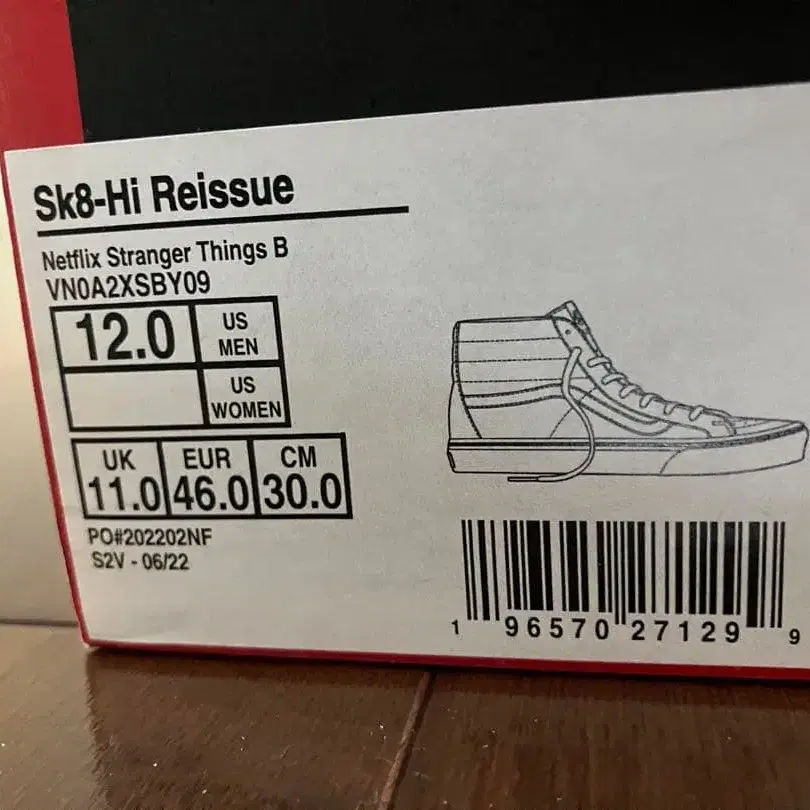 Sk8-Hi Reissue
Netflix Stranger Things B
VN0A2XSBY09
12.0 US MEN
US WOMEN
UK EUR CM
11.0 46.0 30.0
PO#202202NF
S2V - 06/22
1 96570 27129 9